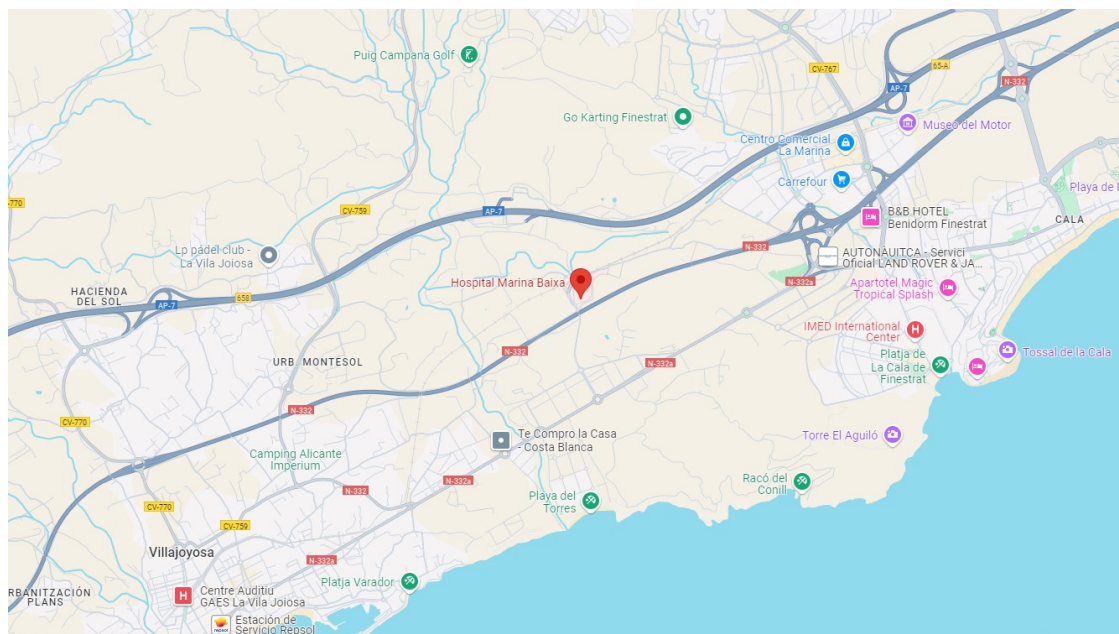 Puig Campana Golf
CV-767
65-A
N-332
AP-7
Go Karting Finestrat
Museo del Motor
Centro Comercial
La Marina
Carrefour
Playa de
-770
CV-759
AP-7
B&B HOTEL
Benidorm Finestrat
CALA
Lp pádel club -
La Vila Joiosa
N-332
AUTONÀUITCA - Servici
Oficial LAND ROVER & JA...
Hospital Marina Baixa
N-332a
Apartotel Magic
Tropical Splash
HACIENDA
DEL SOL
658
AP-7
IMED International
Center
H
Tossal de la Cala
N-332
URB. MONTESOL
N-332a
Platja de
La Cala de
Finestrat
N-332
CV-770
Te Compro la Casa
- Costa Blanca
Torre El Aguiló
Camping Alicante
Imperium
N-332
N-332a
Racó del
Conill
Playa del
Torres
CV-770
CV-759
Villajoyosa
N-332a
Platja Varador
H
Centre Auditiu
GAES La Vila Joiosa
RBANITZACIÓN
PLANS
repsol
Estación de
Servicio Repsol